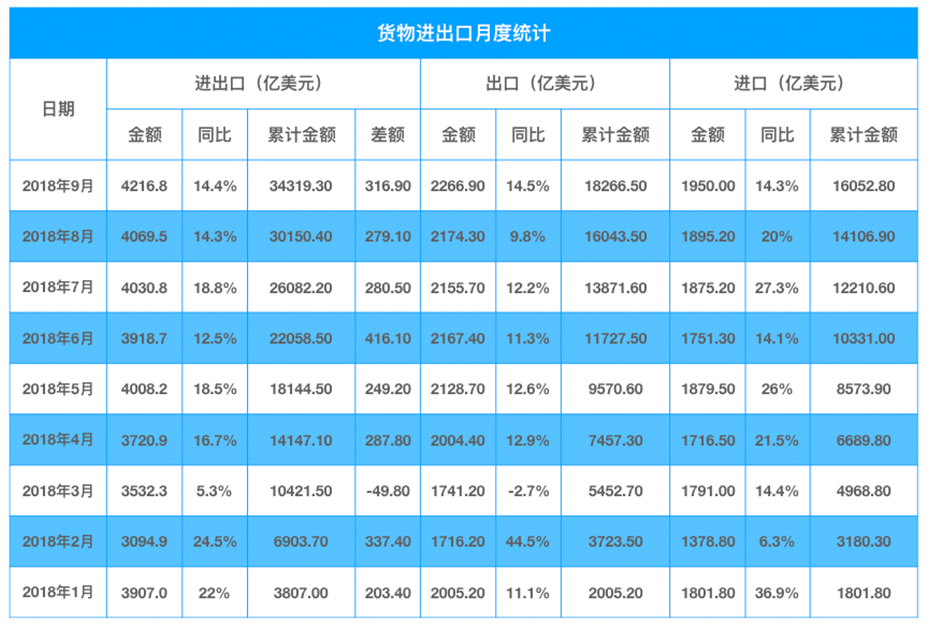 货物进出口月度统计
日期 进出口（亿美元） 出口（亿美元） 进口（亿美元）
金额 同比 累计金额 差额 金额 同比 累计金额 金额 同比 累计金额
2018年9月 4216.8 14.4% 34319.30 316.90 2266.90 14.5% 18266.50 1950.00 14.3% 16052.80
2018年8月 4069.5 14.3% 30150.40 279.10 2174.30 9.8% 16043.50 1895.20 20% 14106.90
2018年7月 4030.8 18.8% 26082.20 280.50 2155.70 12.2% 13871.60 1875.20 27.3% 12210.60
2018年6月 3918.7 12.5% 22058.50 416.10 2167.40 11.3% 11727.50 1751.30 14.1% 10331.00
2018年5月 4008.2 18.5% 18144.50 249.20 2128.70 12.6% 9570.60 1879.50 26% 8573.90
2018年4月 3720.9 16.7% 14147.10 287.80 2004.40 12.9% 7457.30 1716.50 21.5% 6689.80
2018年3月 3532.3 5.3% 10421.50 -49.80 1741.20 -2.7% 5452.70 1791.00 14.4% 4968.80
2018年2月 3094.9 24.5% 6903.70 337.40 1716.20 44.5% 3723.50 1378.80 6.3% 3180.30
2018年1月 3907.0 22% 3807.00 203.40 2005.20 11.1% 2005.20 1801.80 36.9% 1801.80